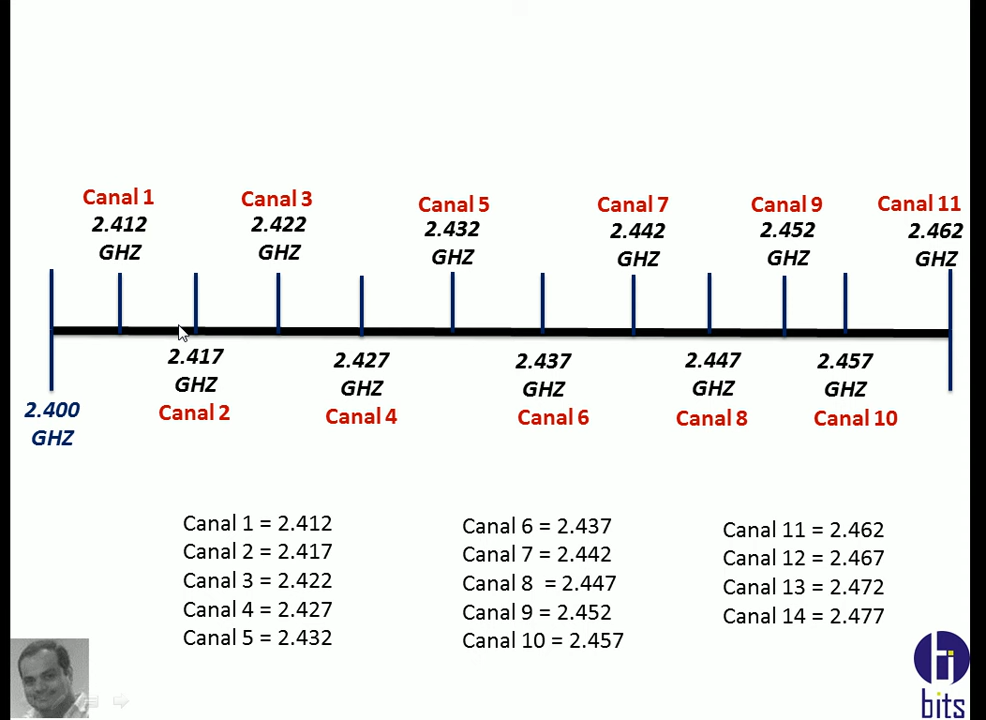 Canal 1
2.412
GHZ
Canal 3
2.422
GHZ
Canal 5
2.432
GHZ
Canal 7
2.442
GHZ
Canal 9
2.452
GHZ
Canal 11
2.462
GHZ
2.400
GHZ
2.417
GHZ
Canal 2
2.427
GHZ
Canal 4
2.437
GHZ
Canal 6
2.447
GHZ
Canal 8
2.457
GHZ
Canal 10
Canal 1 = 2.412
Canal 2 = 2.417
Canal 3 = 2.422
Canal 4 = 2.427
Canal 5 = 2.432
Canal 6 = 2.437
Canal 7 = 2.442
Canal 8  = 2.447
Canal 9 = 2.452
Canal 10 = 2.457
Canal 11 = 2.462
Canal 12 = 2.467
Canal 13 = 2.472
Canal 14 = 2.477
bits